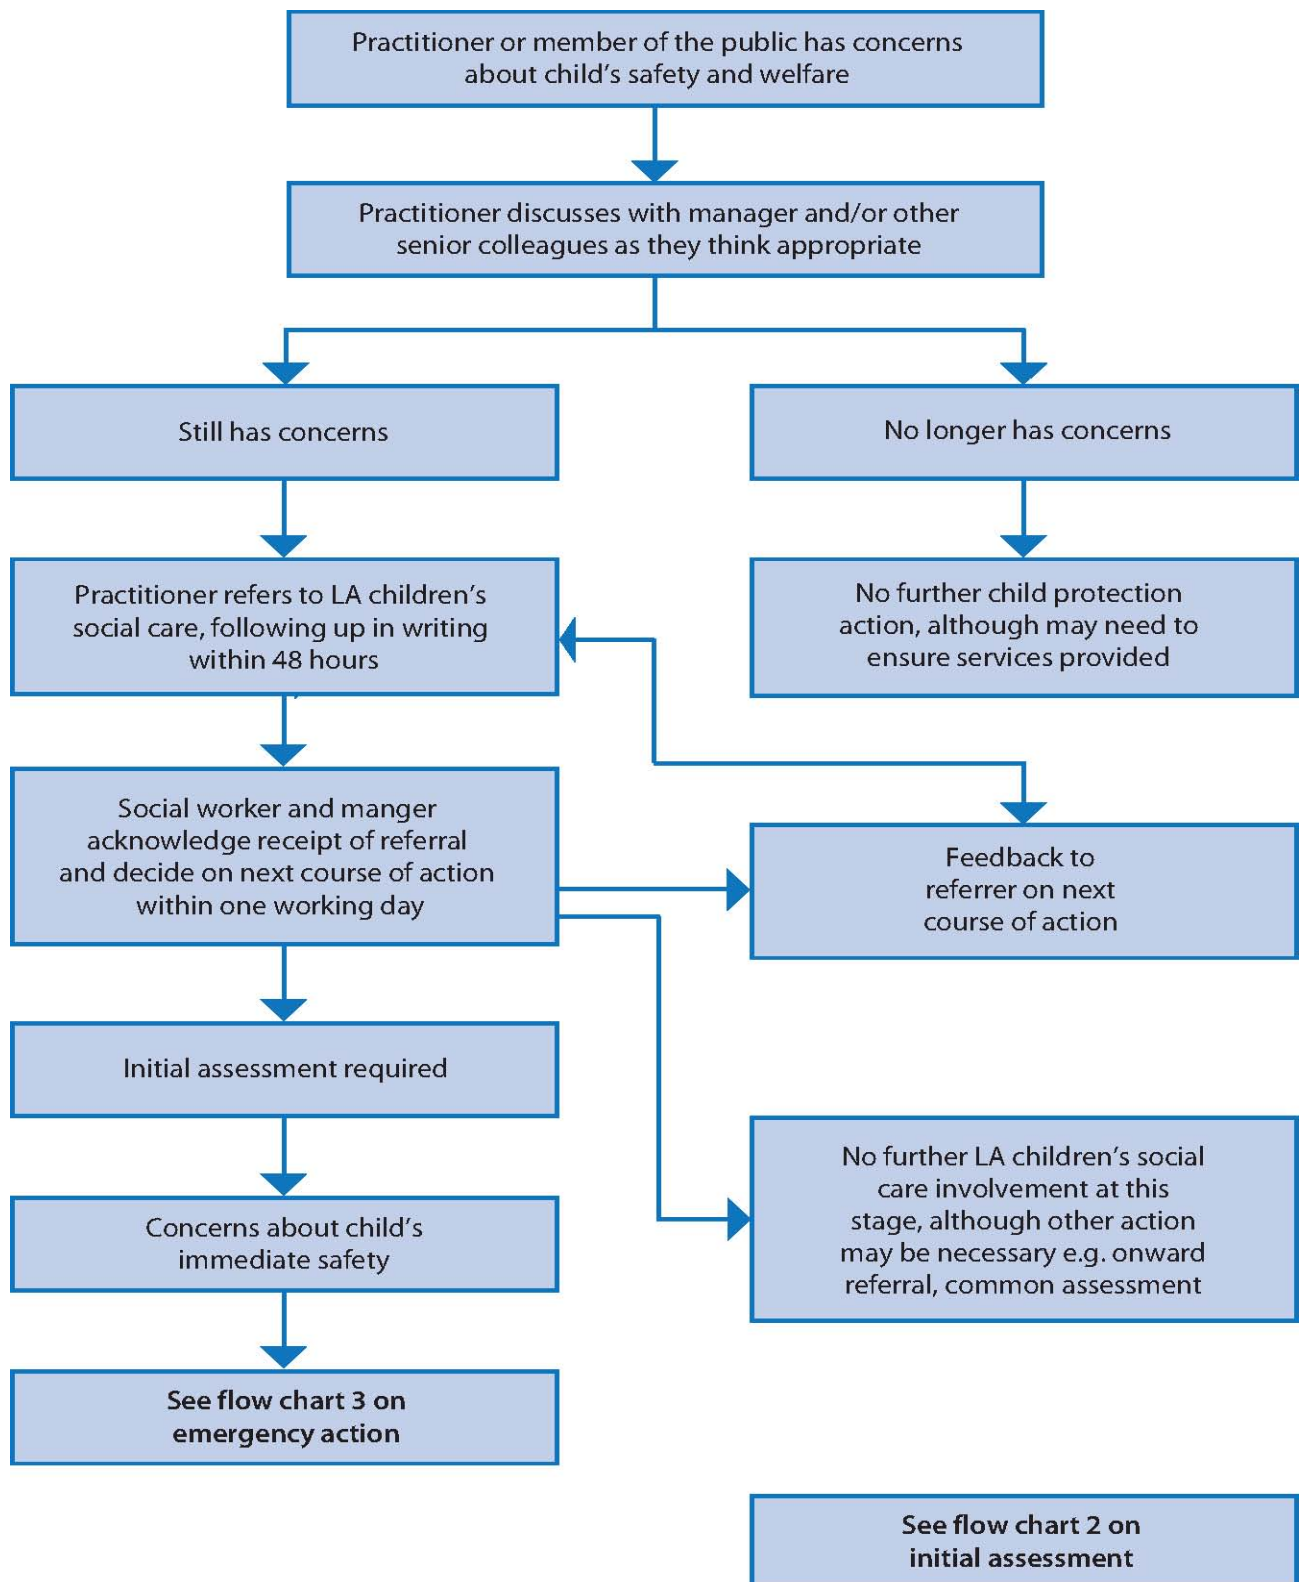 Practitioner or member of the public has concerns
about child’s safety and welfare
Practitioner discusses with manager and/or other
senior colleagues as they think appropriate
Still has concerns
No longer has concerns
Practitioner refers to LA children’s
social care, following up in writing
within 48 hours
No further child protection
action, although may need to
ensure services provided
Social worker and manger
acknowledge receipt of referral
and decide on next course of action
within one working day
Feedback to
referrer on next
course of action
Initial assessment required
No further LA children’s social
care involvement at this
stage, although other action
may be necessary e.g. onward
referral, common assessment
Concerns about child’s
immediate safety
See flow chart 3 on
emergency action
See flow chart 2 on
initial assessment